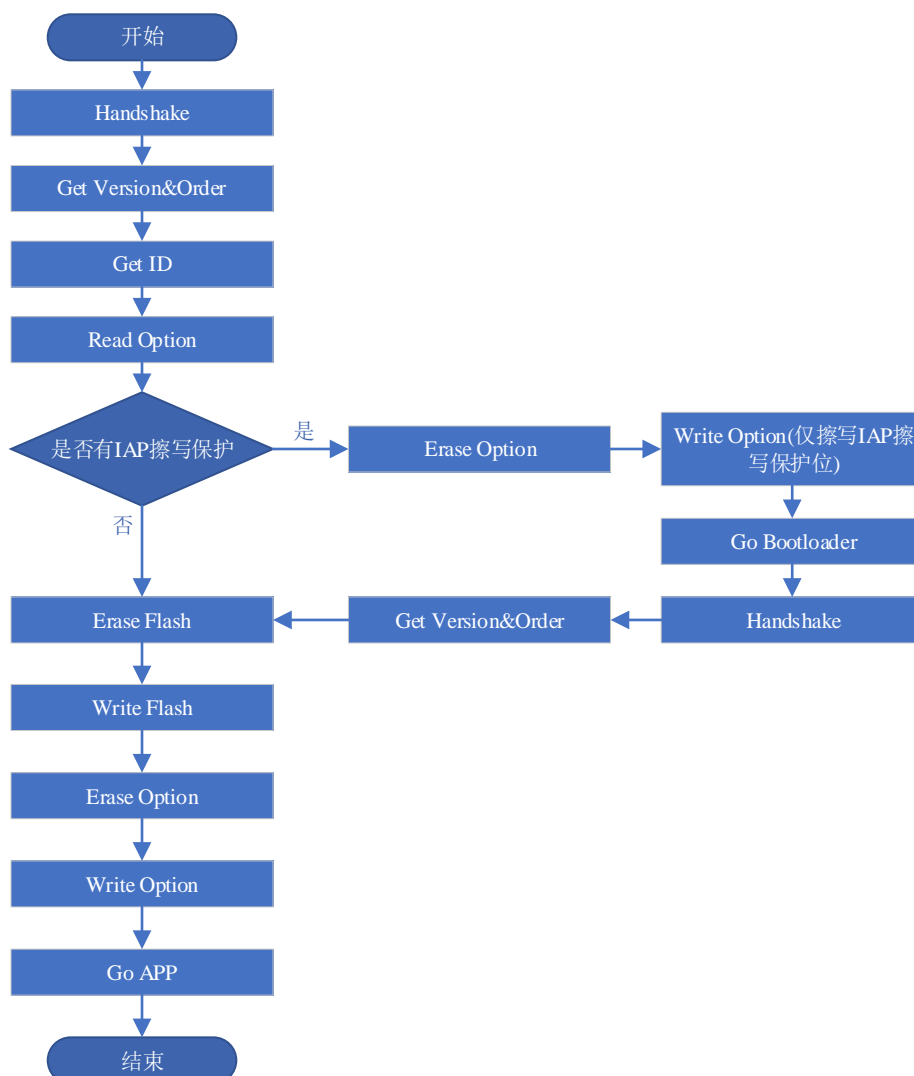 开始
Handshake
Get Version&Order
Get ID
Read Option
是否有IAP擦写保护
是
Erase Option
Write Option(仅擦写IAP擦
写保护位)
Go Bootloader
Handshake
Get Version&Order
否
Erase Flash
Write Flash
Erase Option
Write Option
Go APP
结束